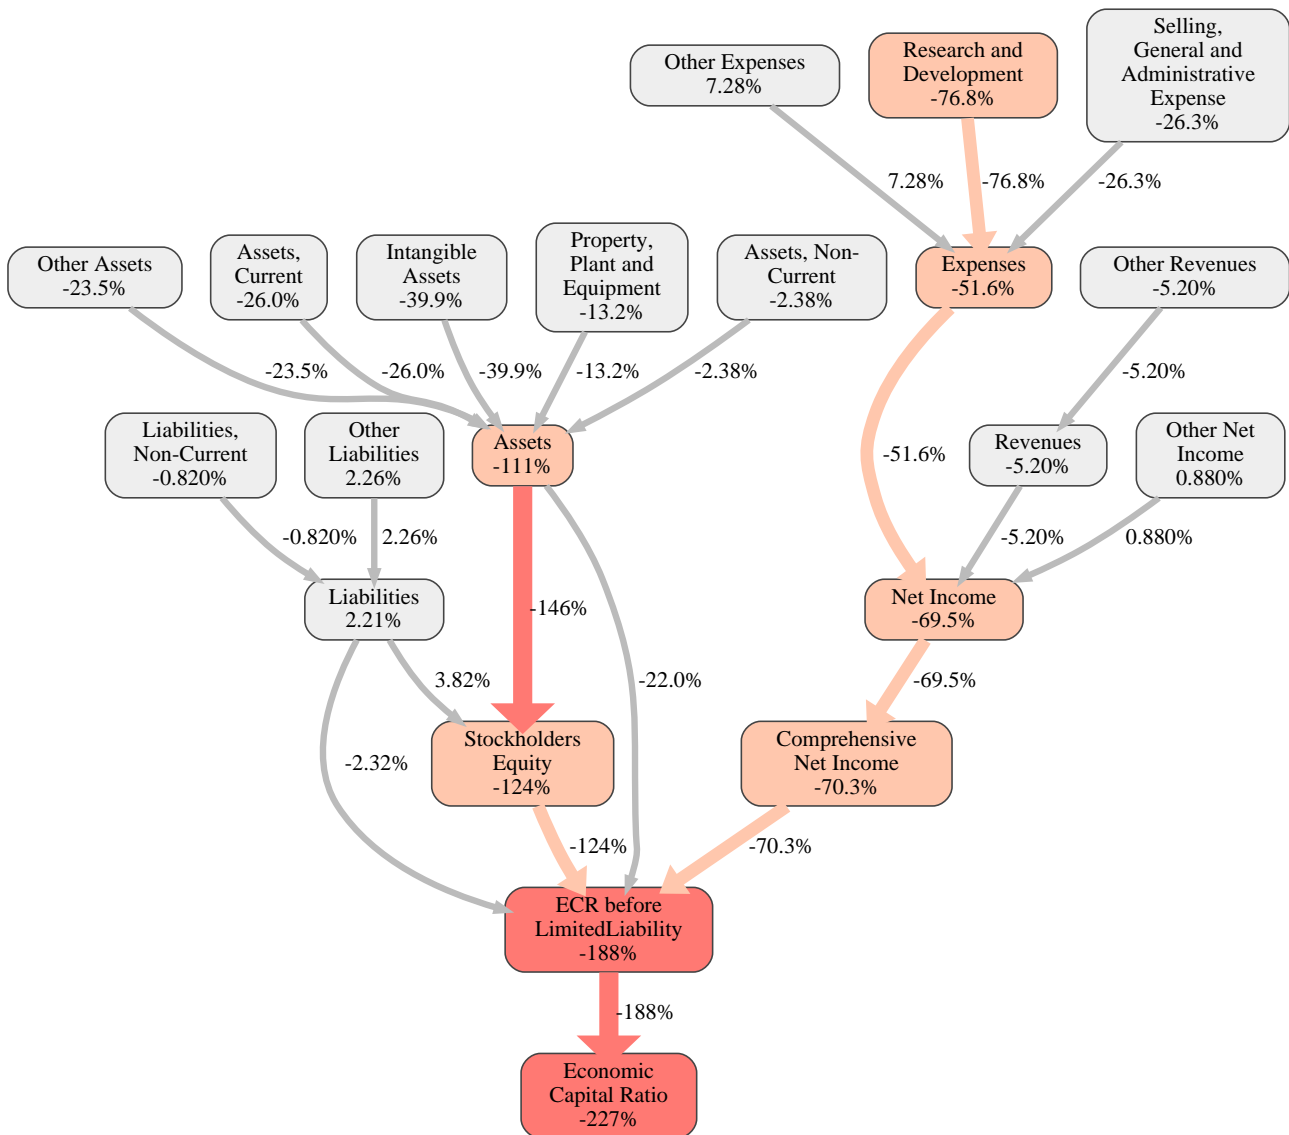 Selling,
General and
Administrative
Expense
-26.3%
Research and
Development
-76.8%
Other Expenses
7.28%
7.28%
-76.8%
-26.3%
Other Assets
-23.5%
Assets,
Current
-26.0%
Intangible
Assets
-39.9%
Property,
Plant and
Equipment
-13.2%
Assets, Non-
Current
-2.38%
Expenses
-51.6%
Other Revenues
-5.20%
-23.5%
-26.0%
-39.9%
-13.2%
-2.38%
-5.20%
Liabilities,
Non-Current
-0.820%
Other
Liabilities
2.26%
Assets
-111%
-51.6%
Revenues
-5.20%
Other Net
Income
0.880%
-0.820%
2.26%
-5.20%
0.880%
Liabilities
2.21%
-146%
Net Income
-69.5%
3.82%
-22.0%
-69.5%
-2.32%
Stockholders
Equity
-124%
Comprehensive
Net Income
-70.3%
-124%
-70.3%
ECR before
LimitedLiability
-188%
-188%
Economic
Capital Ratio
-227%